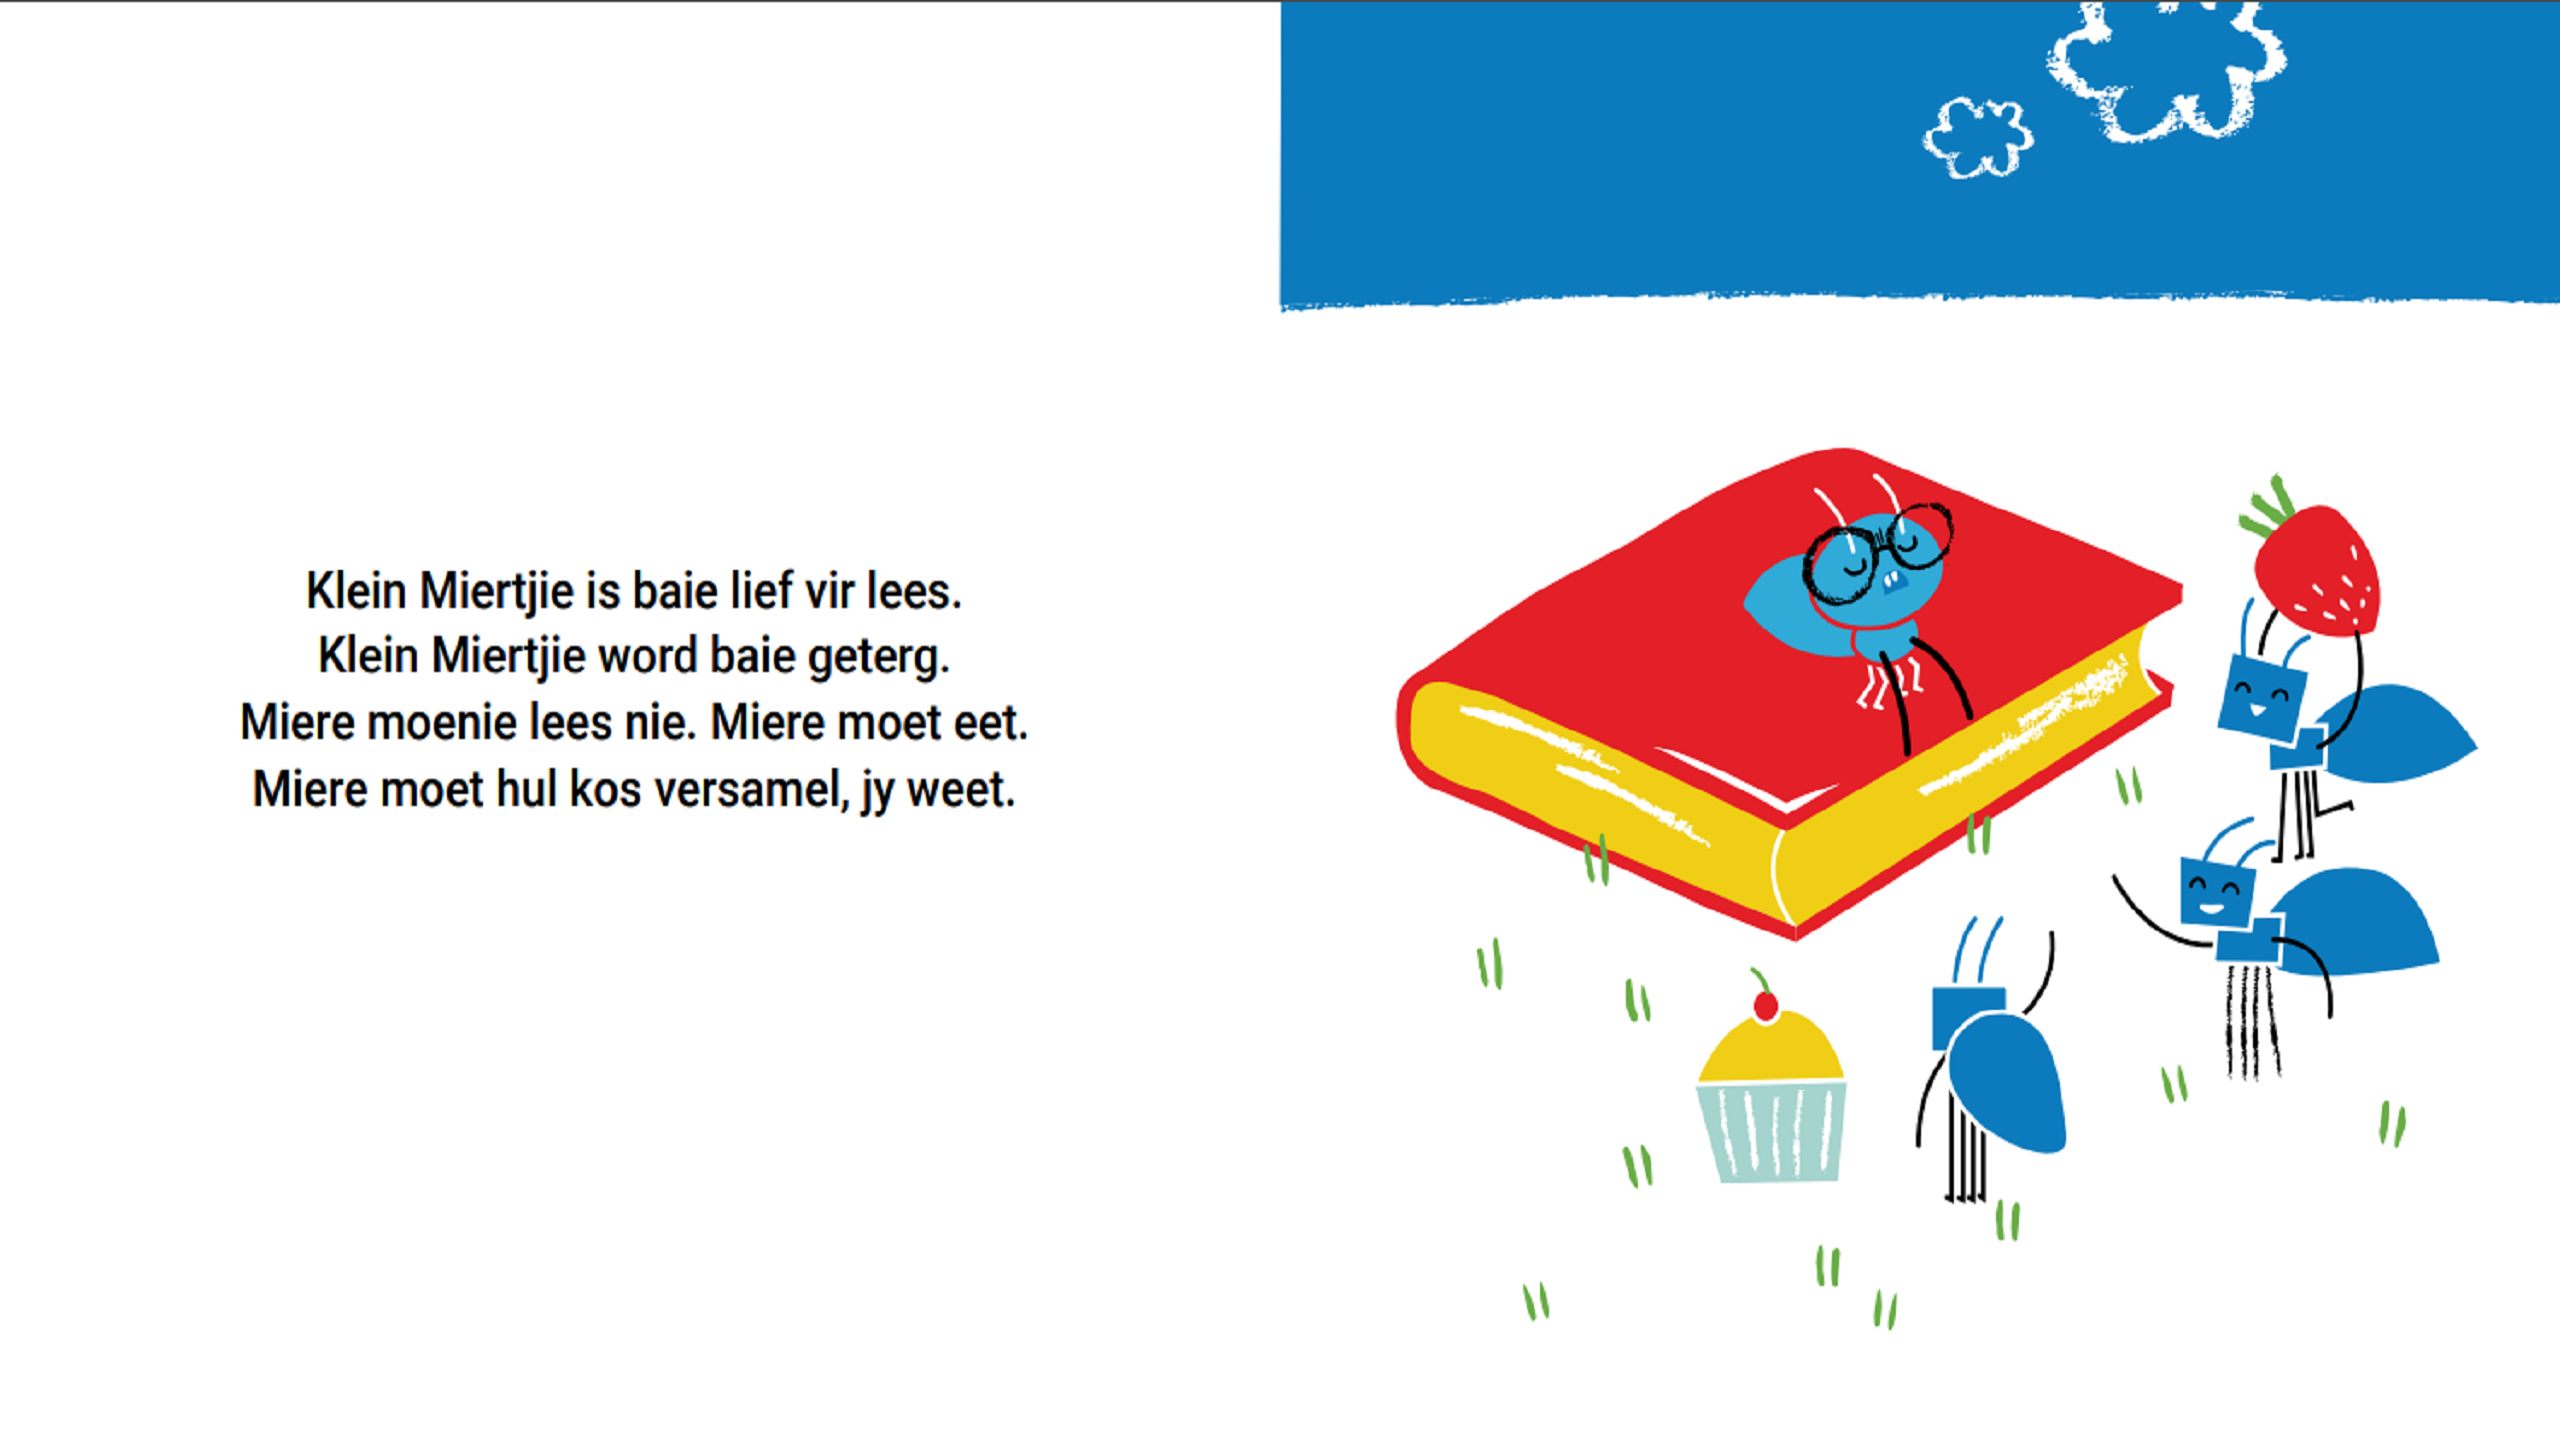 Klein Miertjie is baie lief vir lees.
Klein Miertjie word baie geterg.
Miere moenie lees nie. Miere moet eet.
Miere moet hul kos versamel, jy weet.